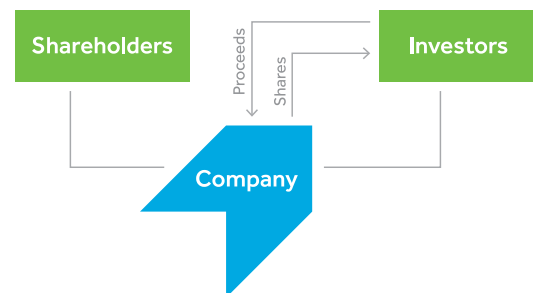 Shareholders
Investors
Proceeds
Shares
Company